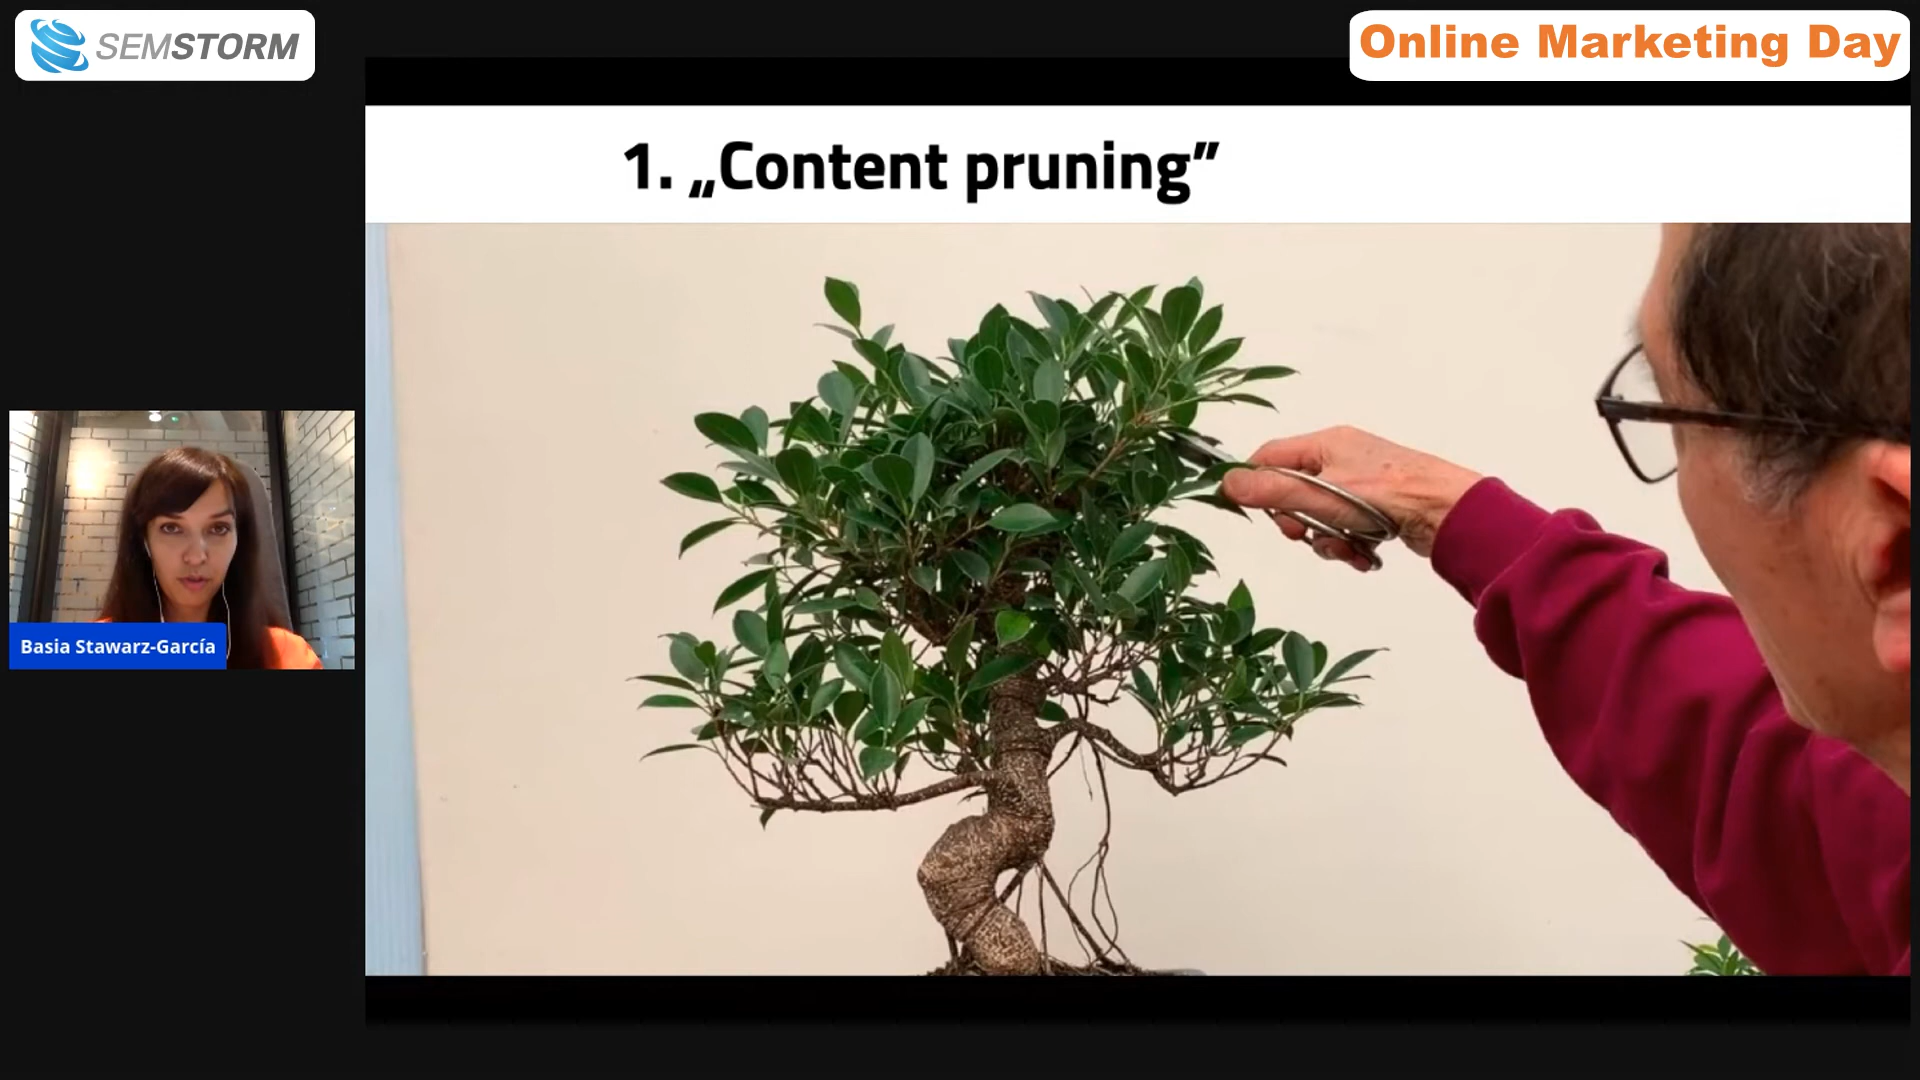 SEMSTORM
Online Marketing Day
1. „Content pruning”
Basia Stawarz-García